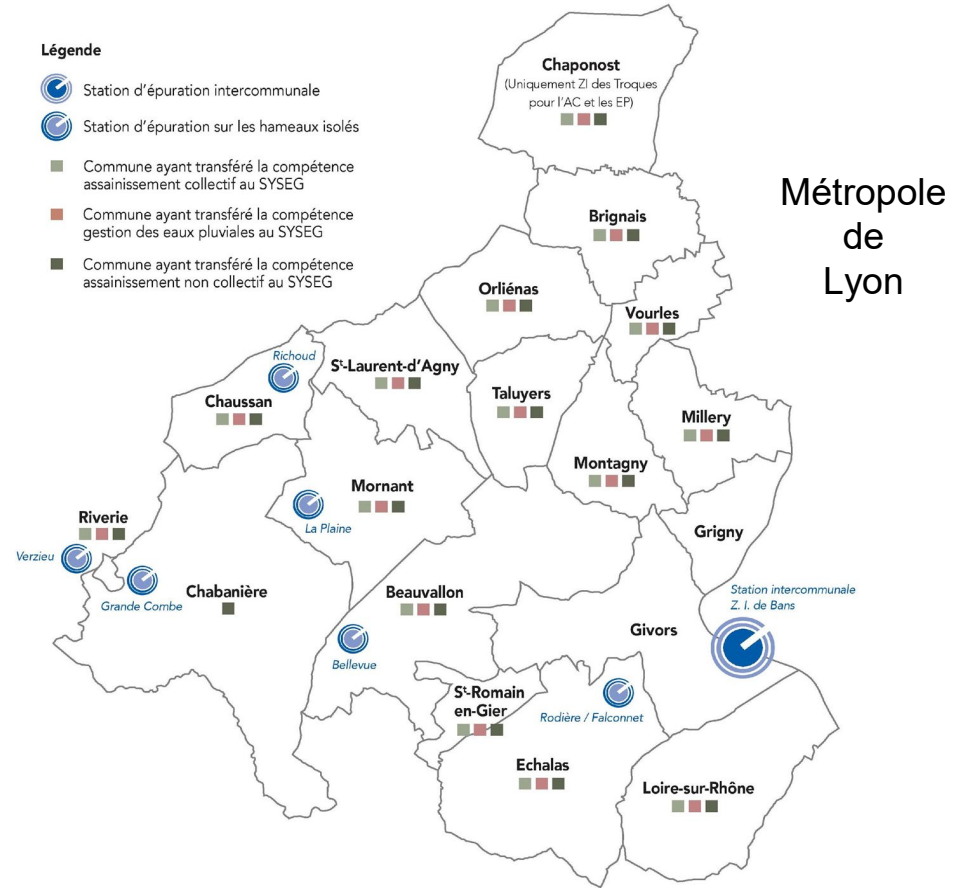 Légende
Station d'épuration intercommunale
Station d'épuration sur les hameaux isolés
Commune ayant transféré la compétence
assainissement collectif au SYSEG
Commune ayant transféré la compétence
gestion des eaux pluviales au SYSEG
Commune ayant transféré la compétence
assainissement non collectif au SYSEG
Chaponost
(Uniquement ZI des Troques
pour l'AC et les EP)
Métropole
de
Lyon
Brignais
Orliénas
Vourles
Richoud
St-Laurent-d'Agny
Chaussan
Taluyers
Millery
Montagny
Mornant
La Plaine
Riverie
Grigny
Verzieu
Grande Combe
Chabanière
Beauvallon
Station intercommunale
Z. I. de Bans
Givors
Bellevue
St-Romain
en-Gier
Rodière / Falconnet
Echalas
Loire-sur-Rhône